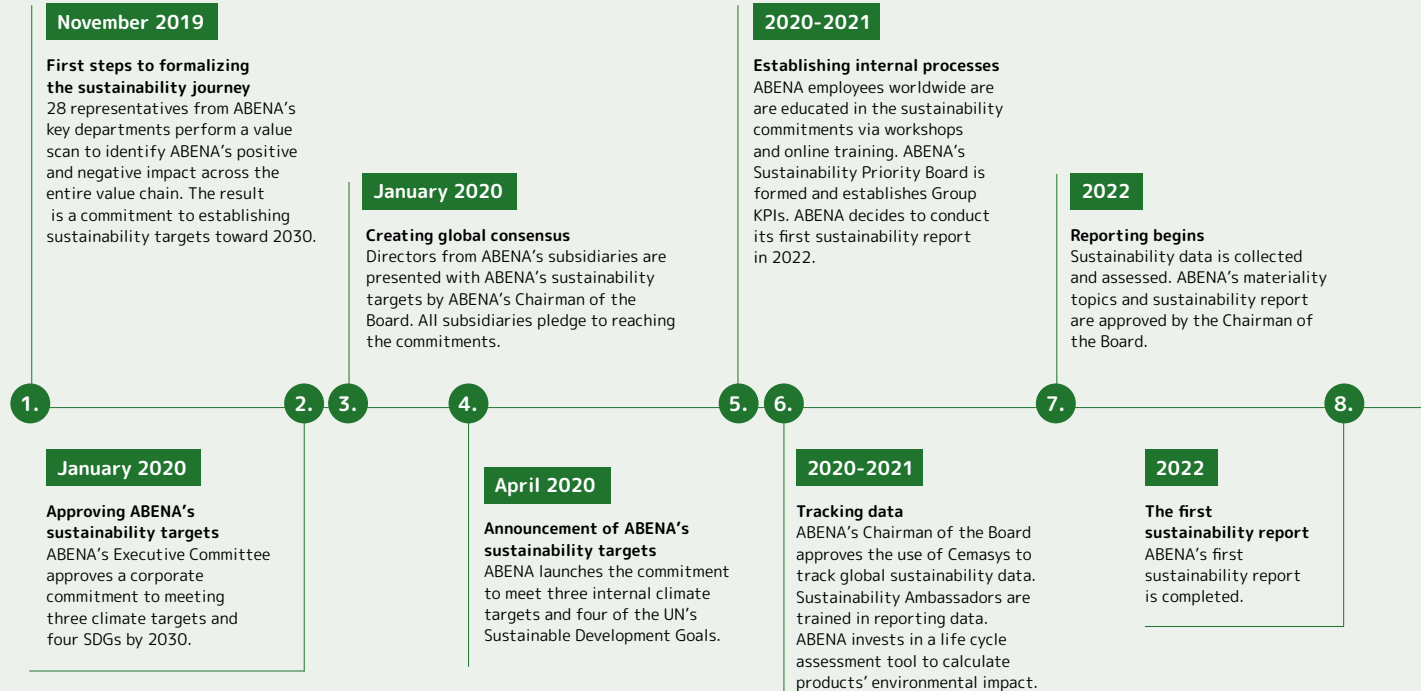 November 2019
First steps to formalizing
the sustainability journey
28 representatives from ABENA’s
key departments perform a value
scan to identify ABENA’s positive
and negative impact across the
entire value chain. The result
is a commitment to establishing
sustainability targets toward 2030.
1.
January 2020
Approving ABENA’s
sustainability targets
ABENA’s Executive Committee
approves a corporate
commitment to meeting
three climate targets and
four SDGs by 2030.
2.
January 2020
Creating global consensus
Directors from ABENA’s subsidiaries are
presented with ABENA’s sustainability
targets by ABENA’s Chairman of the
Board. All subsidiaries pledge to reaching
the commitments.
3.
4.
April 2020
Announcement of ABENA’s
sustainability targets
ABENA launches the commitment
to meet three internal climate
targets and four of the UN’s
Sustainable Development Goals.
2020-2021
Establishing internal processes
ABENA employees worldwide are
are educated in the sustainability
commitments via workshops
and online training. ABENA’s
Sustainability Priority Board is
formed and establishes Group
KPIs. ABENA decides to conduct
its first sustainability report
in 2022.
5.
6.
2020-2021
Tracking data
ABENA’s Chairman of the Board
approves the use of Cemasys to
track global sustainability data.
Sustainability Ambassadors are
trained in reporting data.
ABENA invests in a life cycle
assessment tool to calculate
products’ environmental impact.
2022
Reporting begins
Sustainability data is collected
and assessed. ABENA’s materiality
topics and sustainability report
are approved by the Chairman of
the Board.
7.
8.
2022
The first
sustainability report
ABENA’s first
sustainability report
is completed.